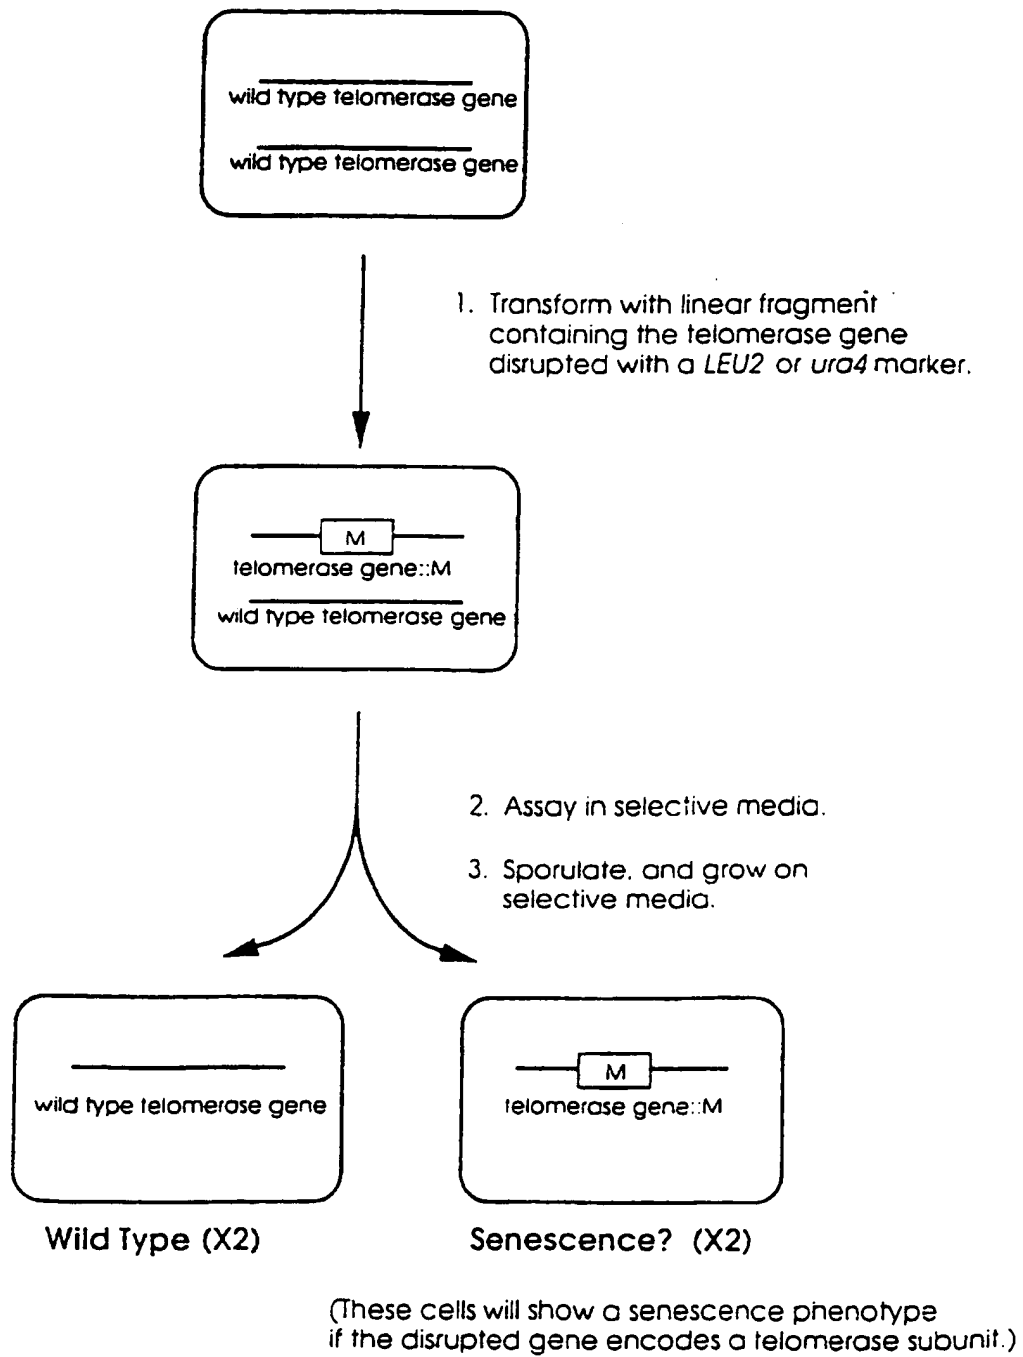 wild type telomerase gene
wild type telomerase gene
1. Transform with linear fragment
containing the telomerase gene
disrupted with a LEU2 or ura4 marker.
M
telomerase gene::M
wild type telomerase gene
2. Assay in selective media.
3. Sporulate, and grow on
selective media.
wild type telomerase gene
M
telomerase gene::M
Wild Type (X2)
Senescence? (X2)
(These cells will show a senescence phenotype
if the disrupted gene encodes a telomerase subunit.)